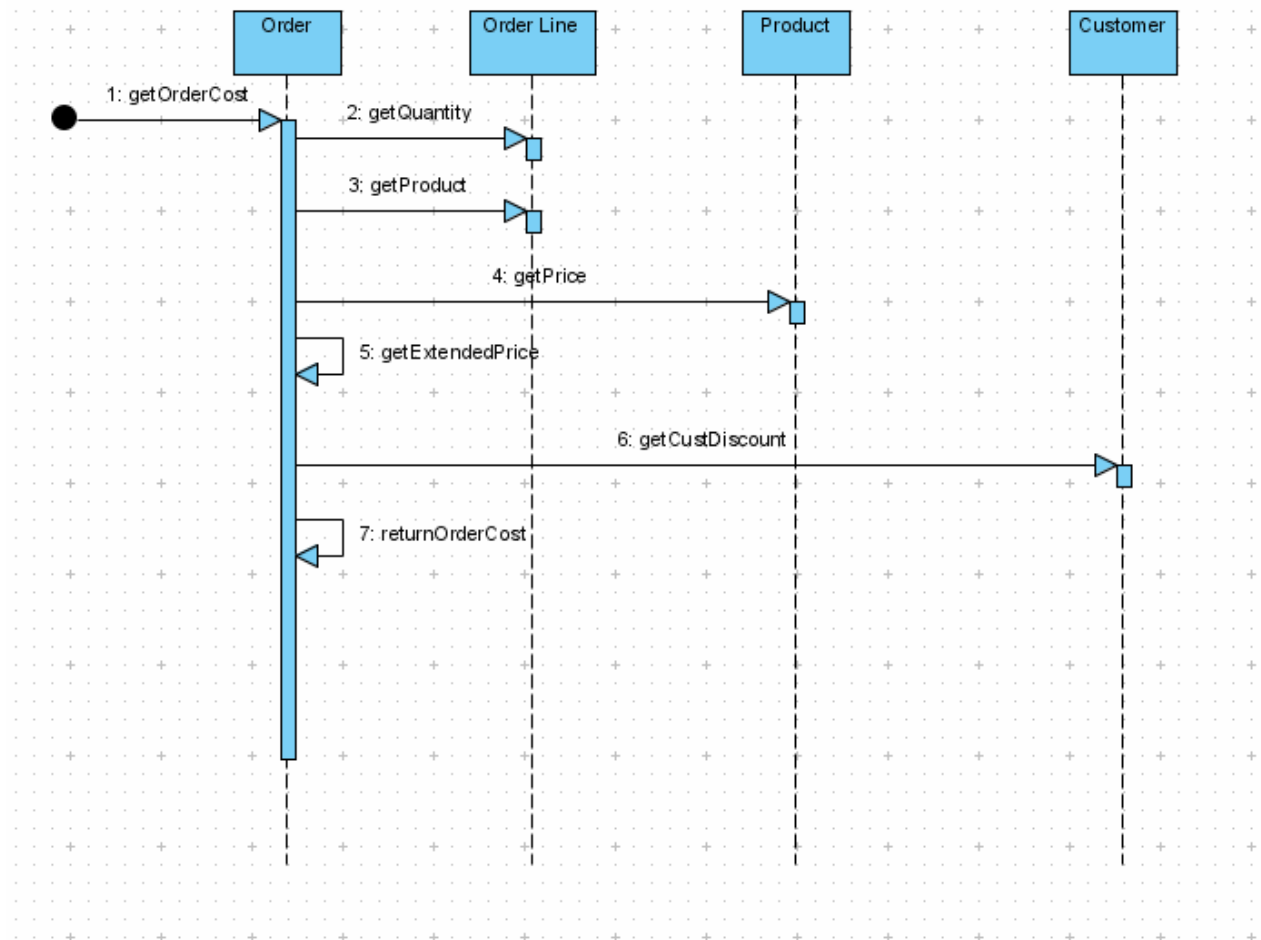 Order
Order Line
Product
Customer
1: getOrderCost
2: getQuantity
3: getProduct
4: getPrice
5: getExtendedPrice
6: getCustDiscount
7: returnOrderCost